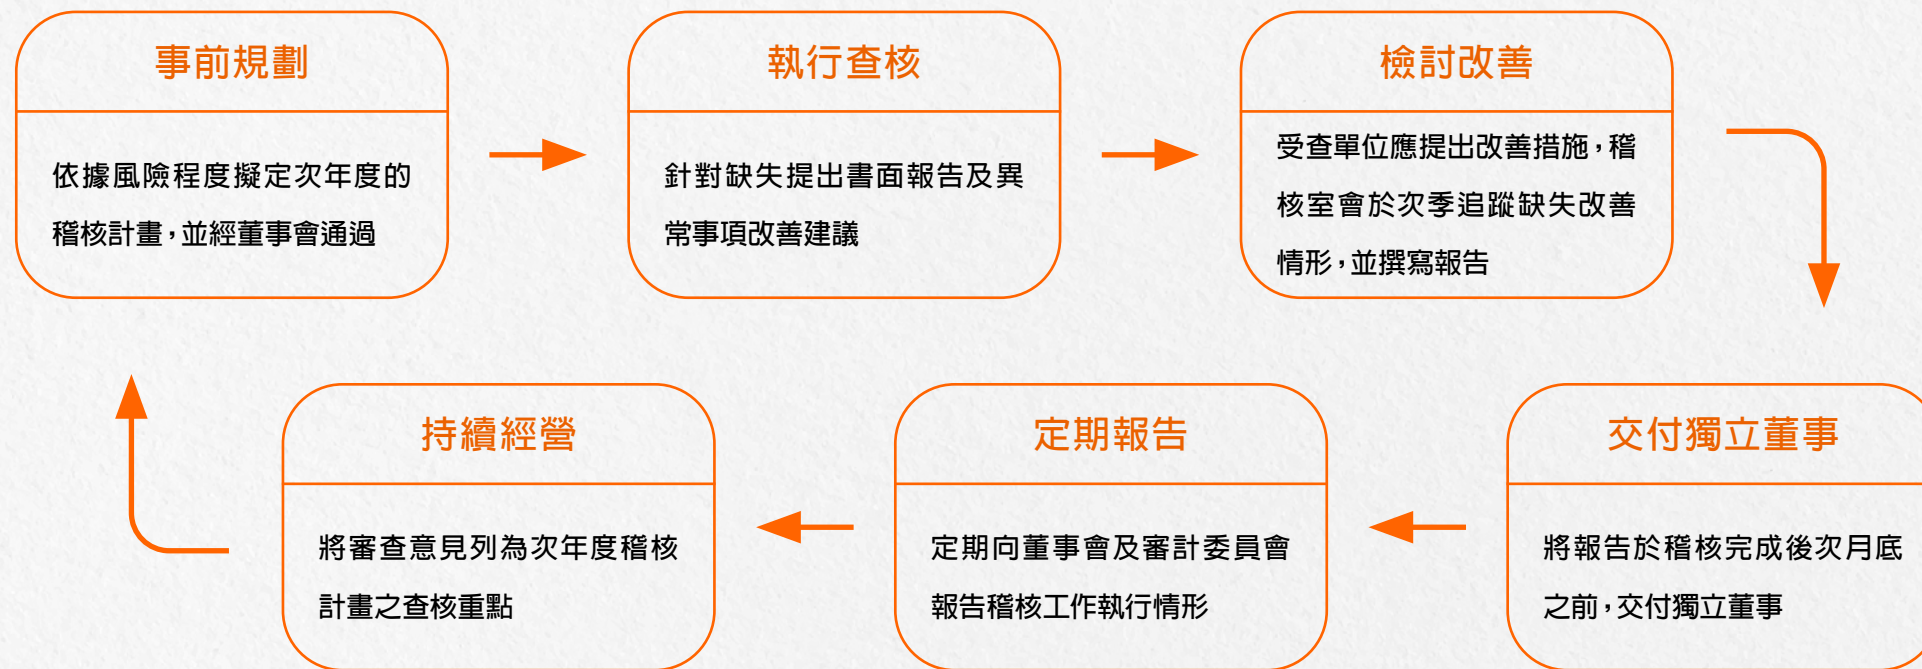 事前規劃
依據風險程度擬定次年度的
稽核計畫，並經董事會通過
執行查核
針對缺失提出書面報告及異
常事項改善建議
檢討改善
受查單位應提出改善措施，稽
核室會於次季追蹤缺失改善
情形，並撰寫報告
交付獨立董事
將報告於稽核完成後次月底
之前，交付獨立董事
定期報告
定期向董事會及審計委員會
報告稽核工作執行情形
持續經營
將審查意見列為次年度稽核
計畫之查核重點